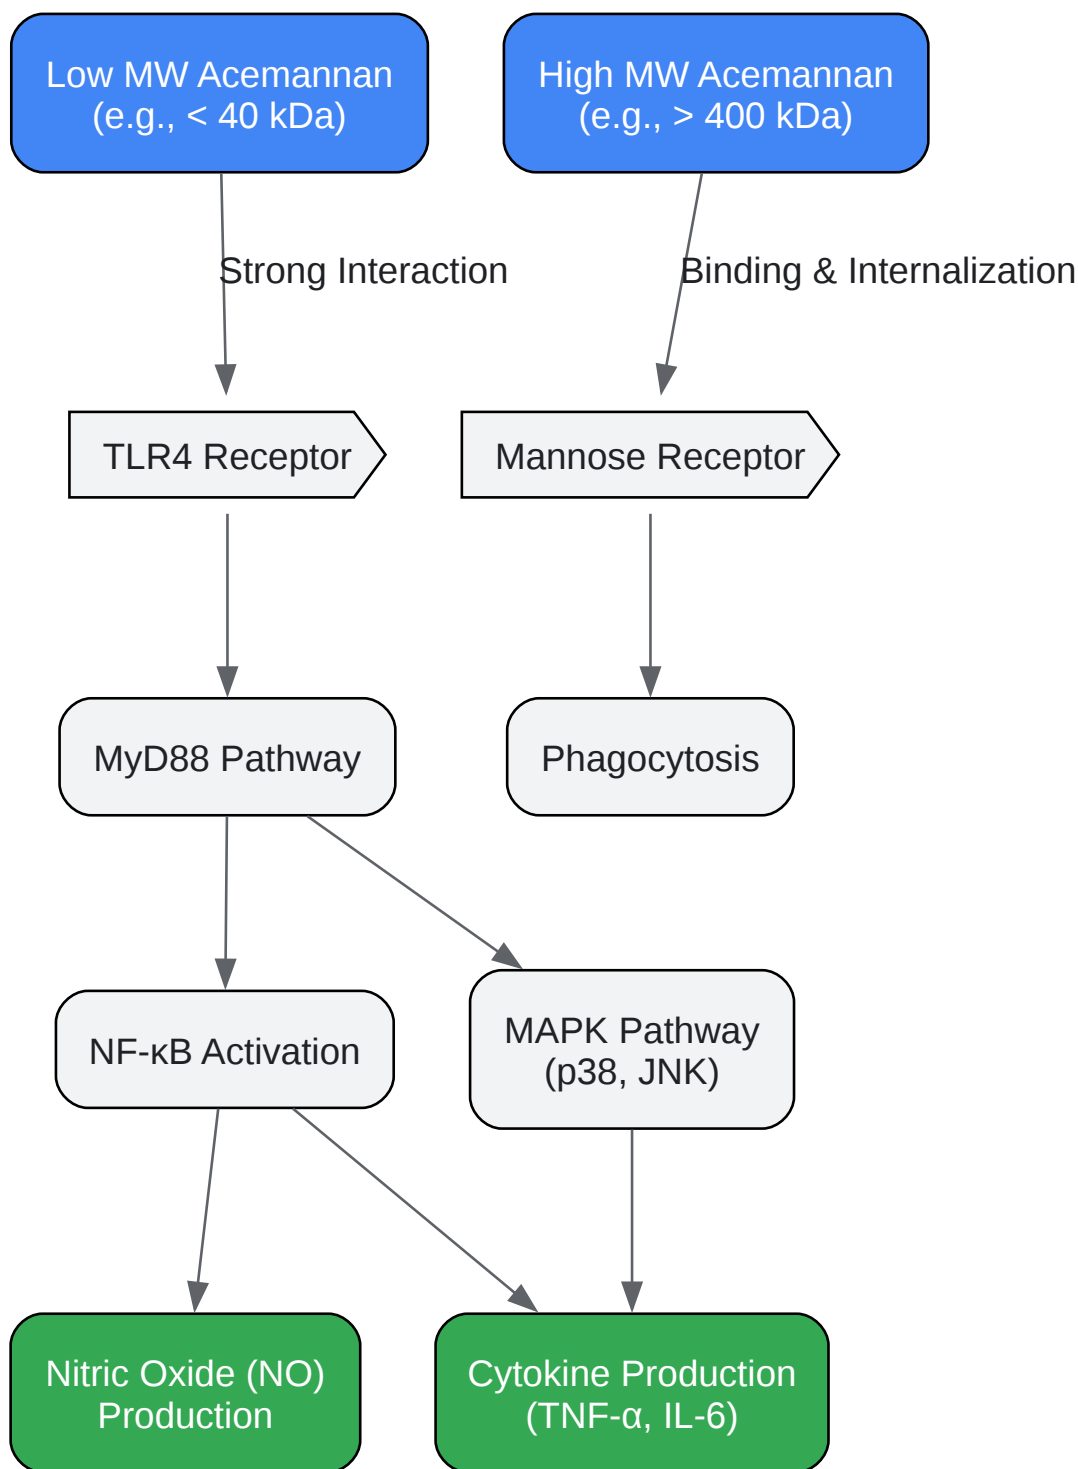 Low MW Acemannan
(e.g., < 40 kDa)
High MW Acemannan
(e.g., > 400 kDa)
Strong Interaction
Binding & Internalization
TLR4 Receptor
Mannose Receptor
MyD88 Pathway
Phagocytosis
NF-κB Activation
MAPK Pathway
(p38, JNK)
Nitric Oxide (NO)
Production
Cytokine Production
(TNF-α, IL-6)